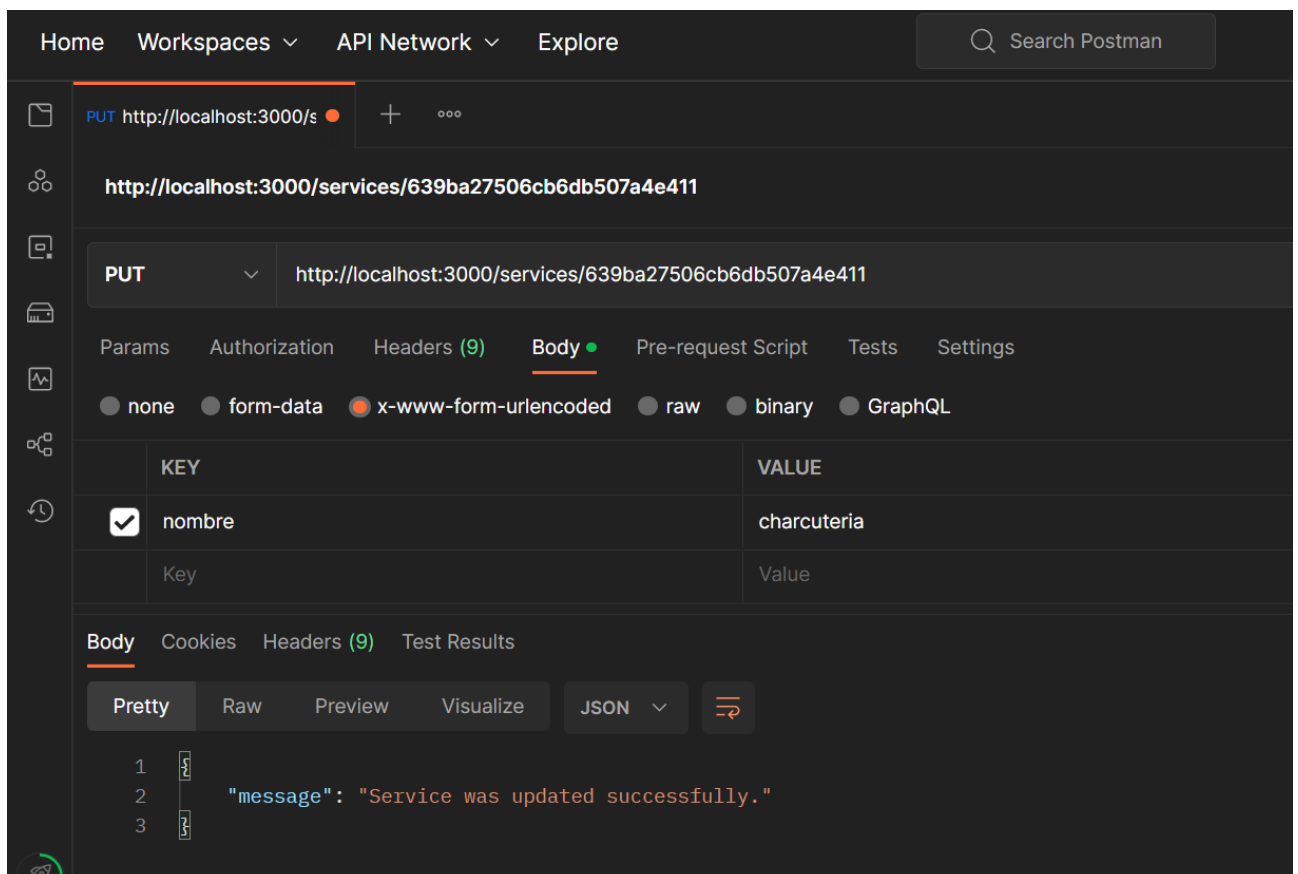 Home Workspaces API Network Explore Search Postman
PUT http://localhost:3000/s
http://localhost:3000/services/639ba27506cb6db507a4e411
PUT http://localhost:3000/services/639ba27506cb6db507a4e411
Params Authorization Headers (9) Body Pre-request Script Tests Settings
none form-data x-www-form-urlencoded raw binary GraphQL
KEY VALUE
nombre charcuteria
Key Value
Body Cookies Headers (9) Test Results
Pretty Raw Preview Visualize JSON
1 {
2 "message": "Service was updated successfully."
3 }